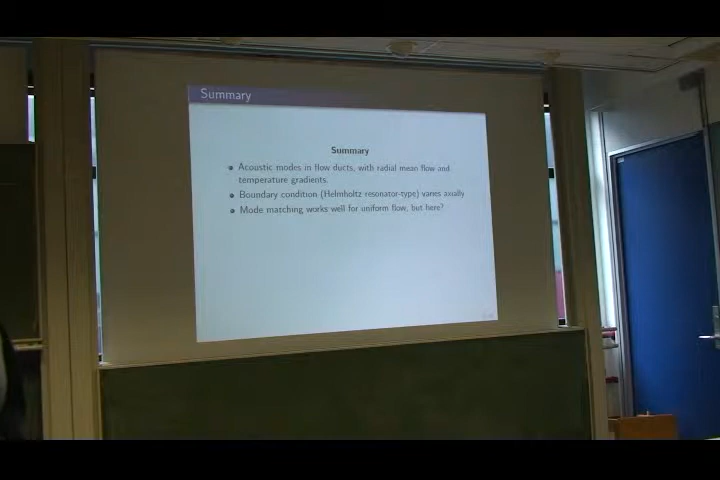 Summary
Summary
Acoustic modes in flow ducts, with radial mean flow and
temperature gradients.
Boundary condition (Helmholtz resonator-type) varies axially
Mode matching works well for uniform flow, but here?